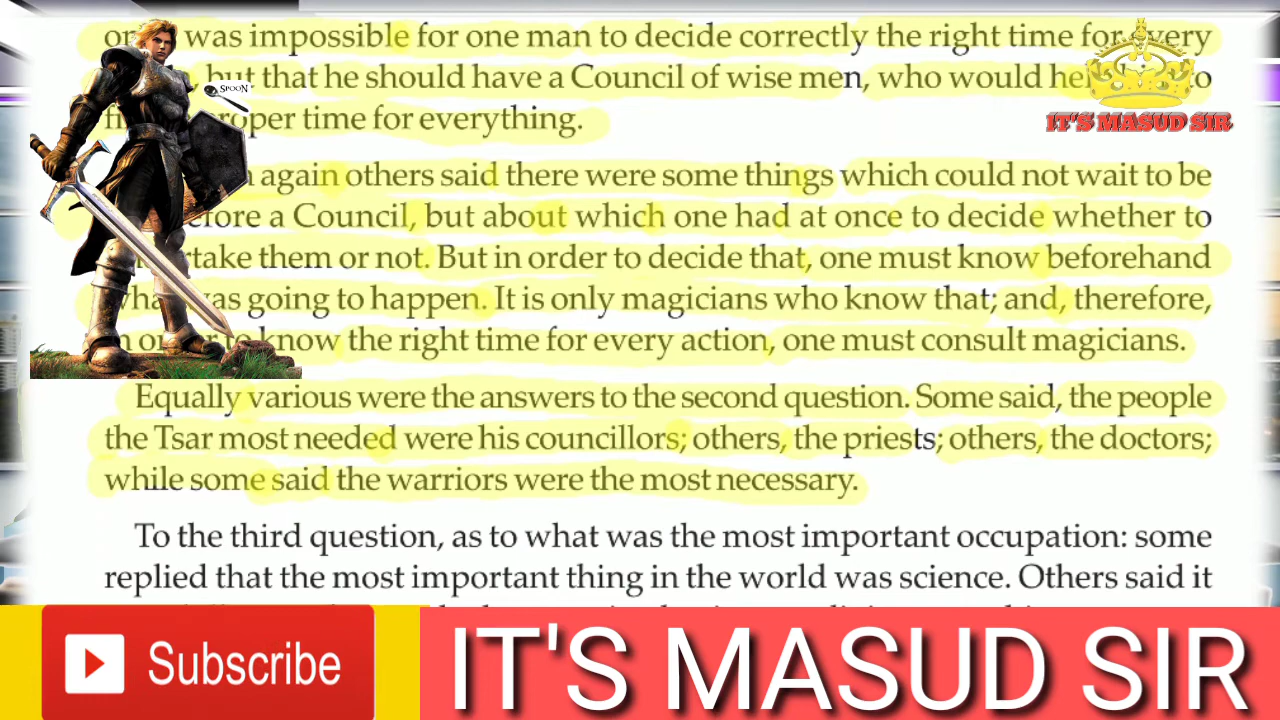 was impossible for one man to decide correctly the right time for every
but that he should have a Council of wise men, who would
proper time for everything.
SPOON
IT'S MASUD SIR
again others said there were some things which could not wait to be
before a Council, but about which one had at once to decide whether to
undertake them or not. But in order to decide that, one must know beforehand
what was going to happen. It is only magicians who know that; and, therefore,
in order to know the right time for every action, one must consult magicians.
Equally various were the answers to the second question. Some said, the people
the Tsar most needed were his councillors; others, the priests; others, the doctors;
while some said the warriors were the most necessary.
To the third question, as to what was the most important occupation: some
replied that the most important thing in the world was science. Others said it
Subscribe
IT'S MASUD SIR